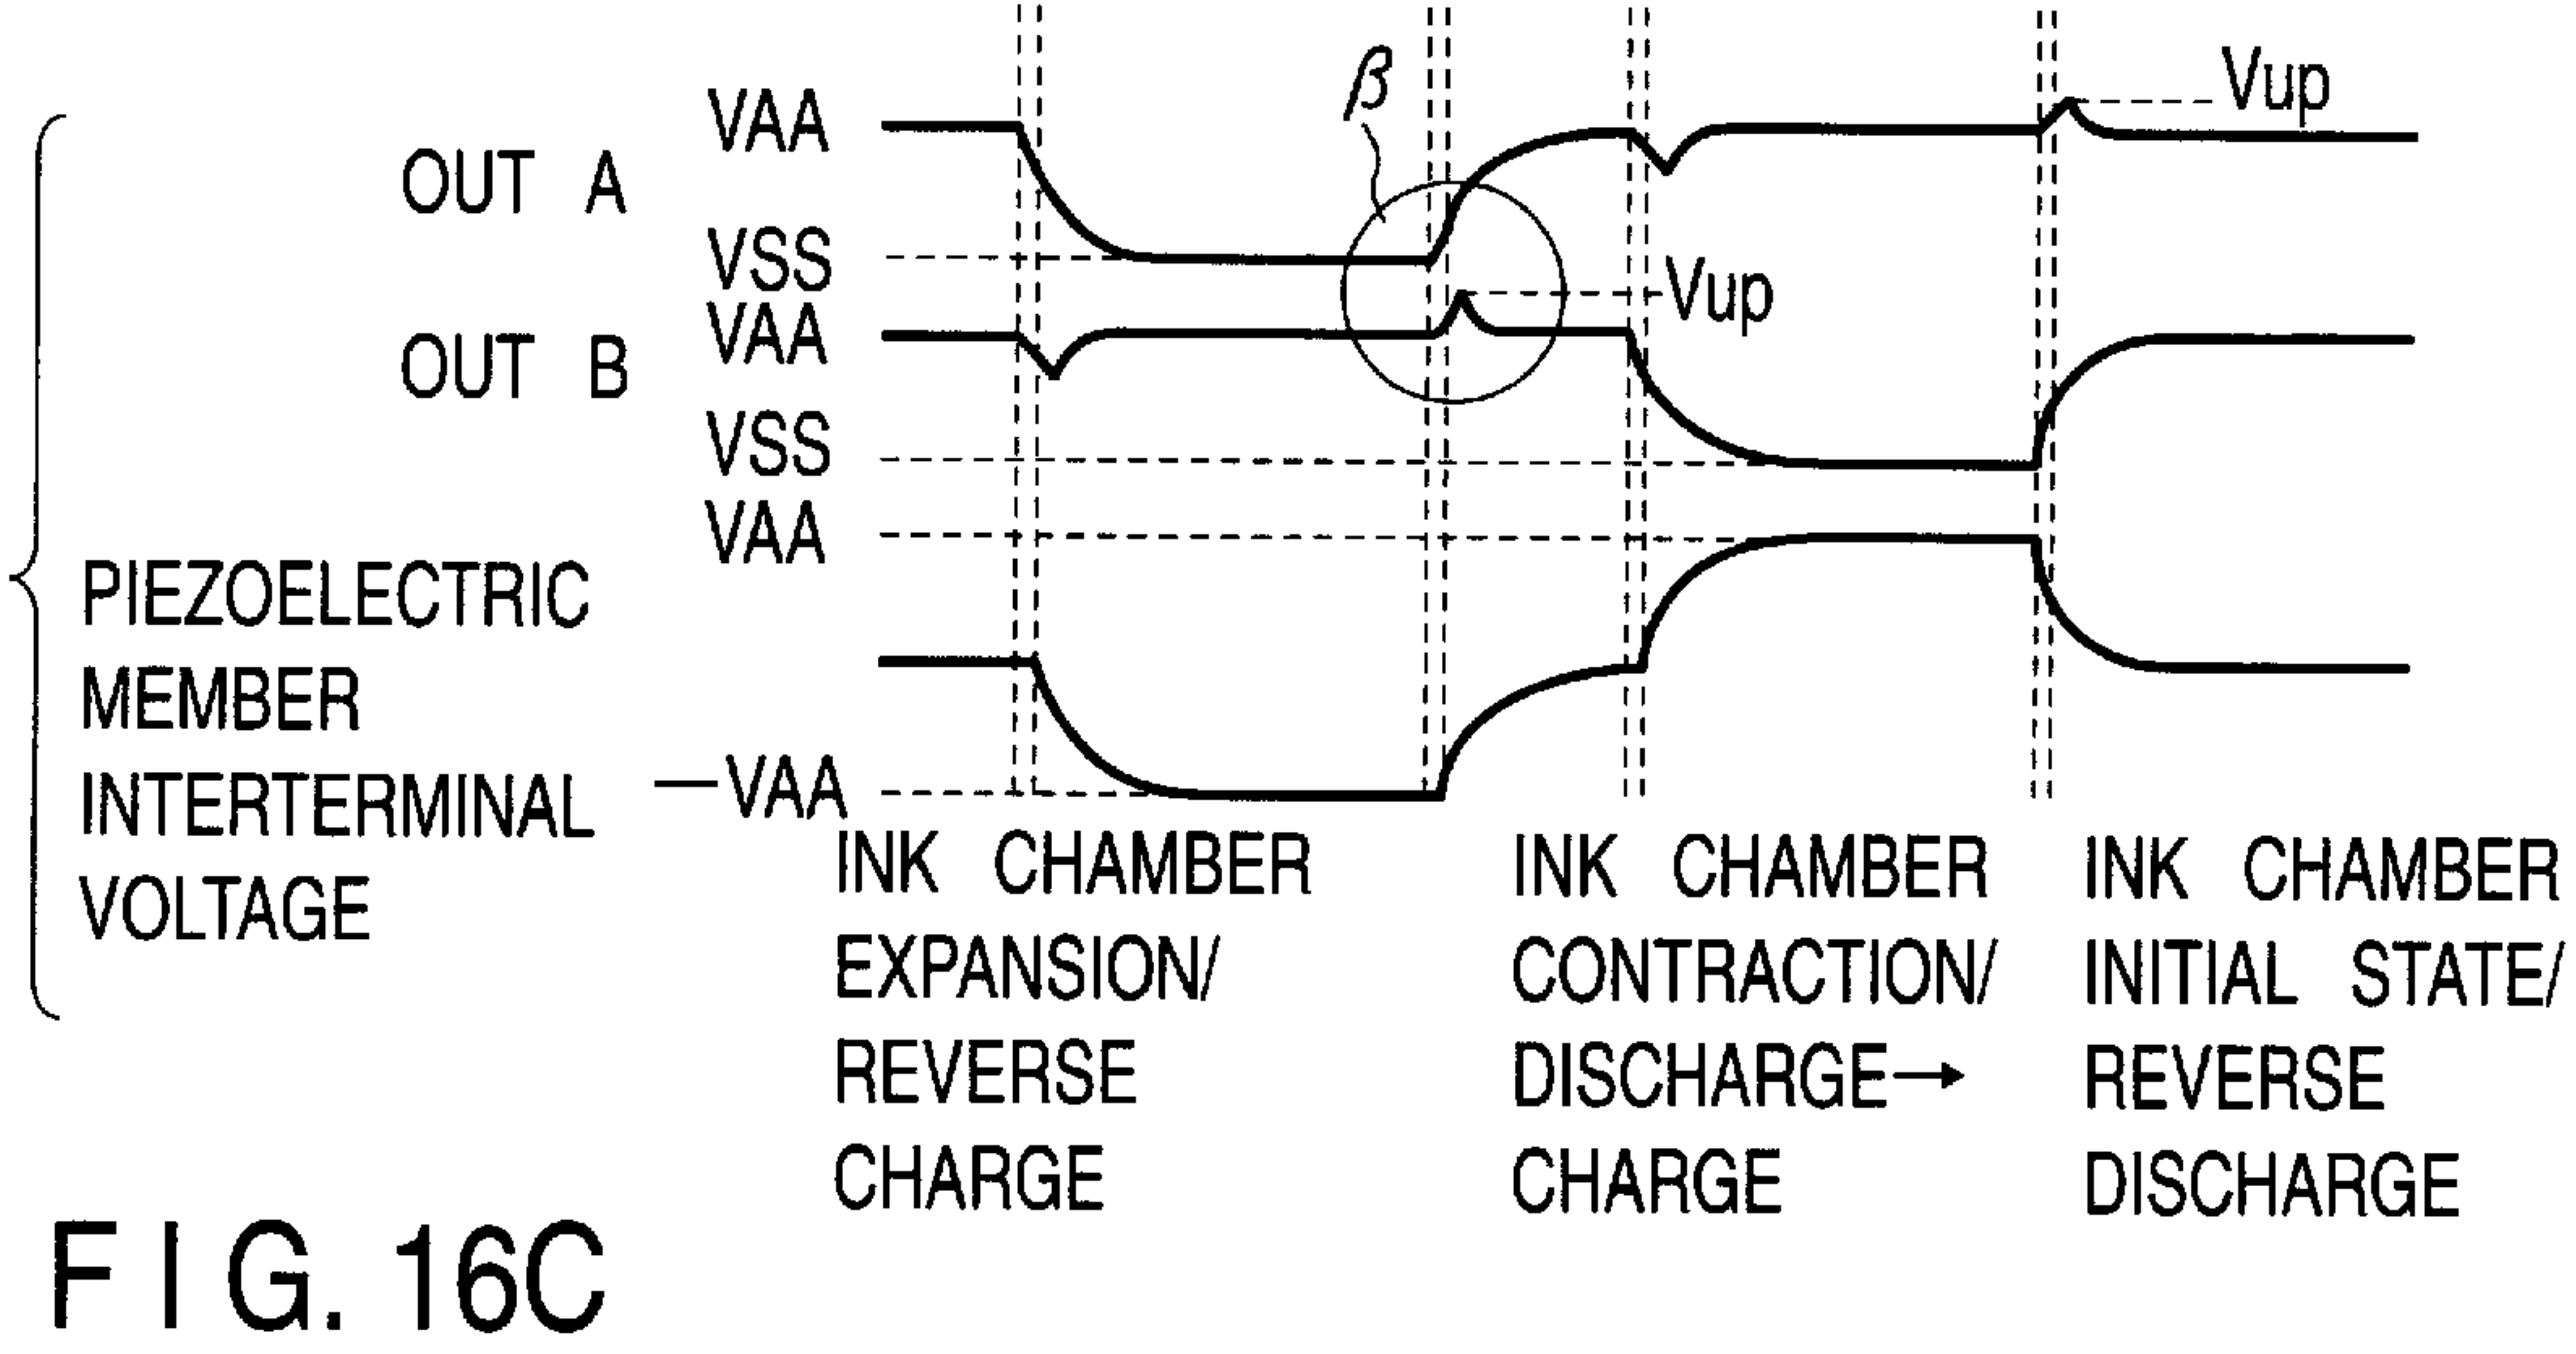 β
Vup
VAA
OUT A
VSS
Vup
VAA
OUT B
VSS
VAA
PIEZOELECTRIC
MEMBER
INTERTERMINAL
VOLTAGE
—VAA
INK CHAMBER
EXPANSION/
REVERSE
CHARGE
INK CHAMBER
CONTRACTION/
DISCHARGE→
CHARGE
INK CHAMBER
INITIAL STATE/
REVERSE
DISCHARGE
FIG. 16C